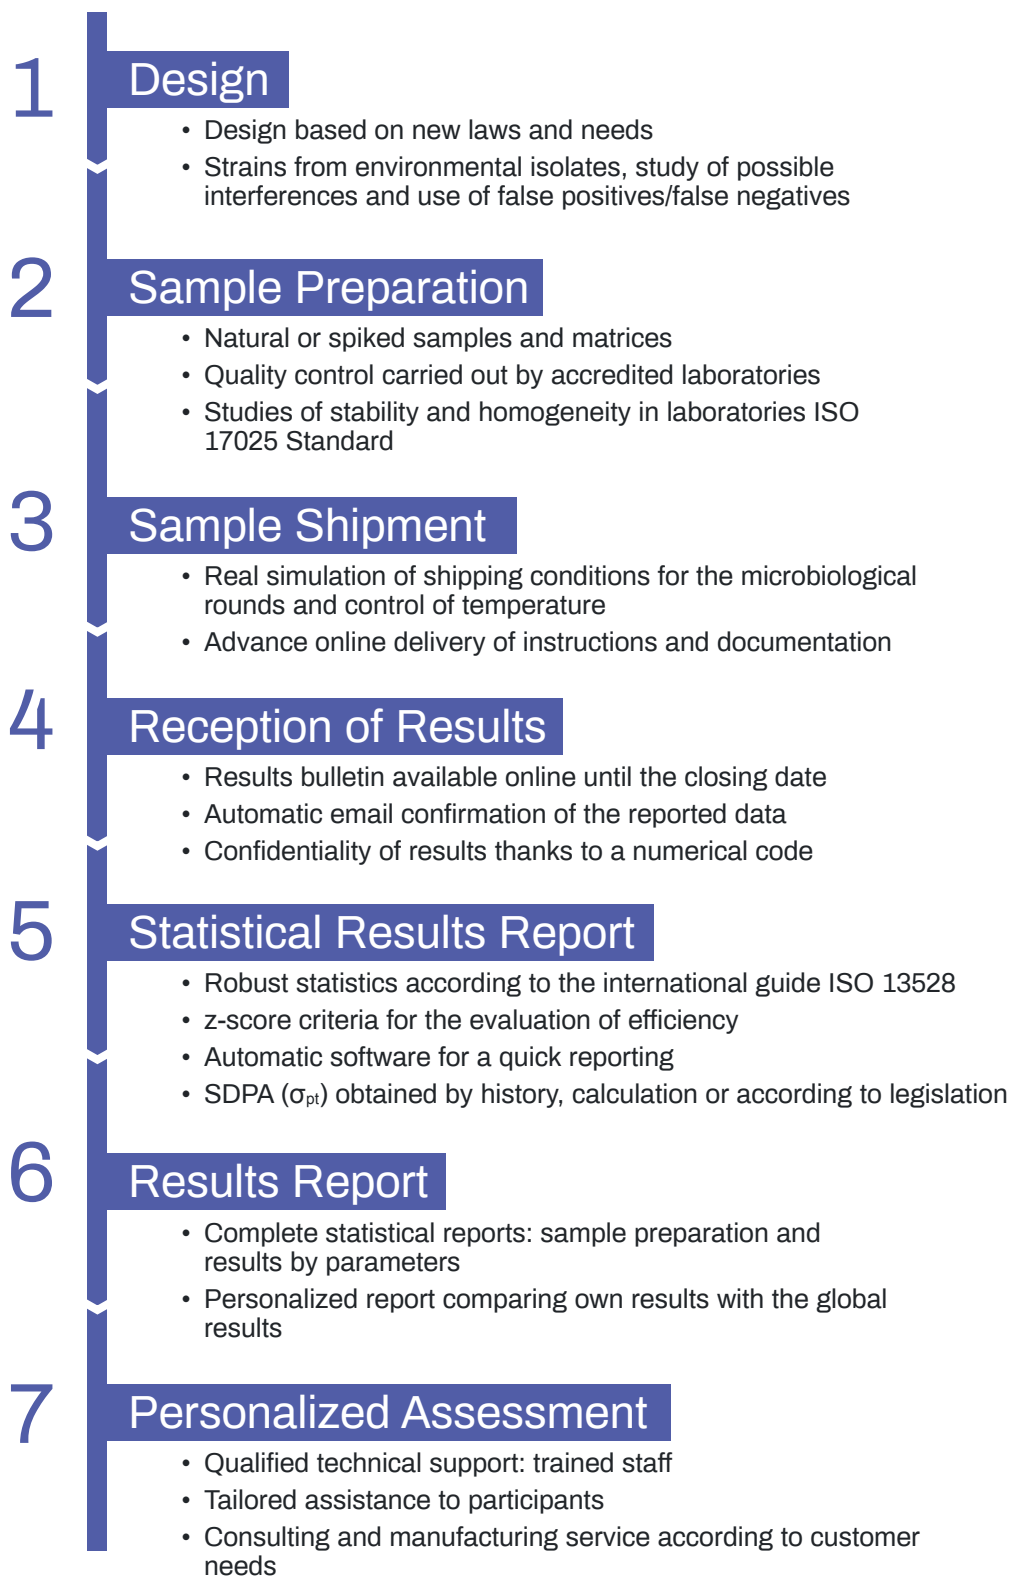 1
Design
• Design based on new laws and needs
• Strains from environmental isolates, study of possible
interferences and use of false positives/false negatives
2
Sample Preparation
• Natural or spiked samples and matrices
• Quality control carried out by accredited laboratories
• Studies of stability and homogeneity in laboratories ISO
17025 Standard
3
Sample Shipment
• Real simulation of shipping conditions for the microbiological
rounds and control of temperature
• Advance online delivery of instructions and documentation
4
Reception of Results
• Results bulletin available online until the closing date
• Automatic email confirmation of the reported data
• Confidentiality of results thanks to a numerical code
5
Statistical Results Report
• Robust statistics according to the international guide ISO 13528
• z-score criteria for the evaluation of efficiency
• Automatic software for a quick reporting
• SDPA (σpt) obtained by history, calculation or according to legislation
6
Results Report
• Complete statistical reports: sample preparation and
results by parameters
• Personalized report comparing own results with the global
results
7
Personalized Assessment
• Qualified technical support: trained staff
• Tailored assistance to participants
• Consulting and manufacturing service according to customer
needs